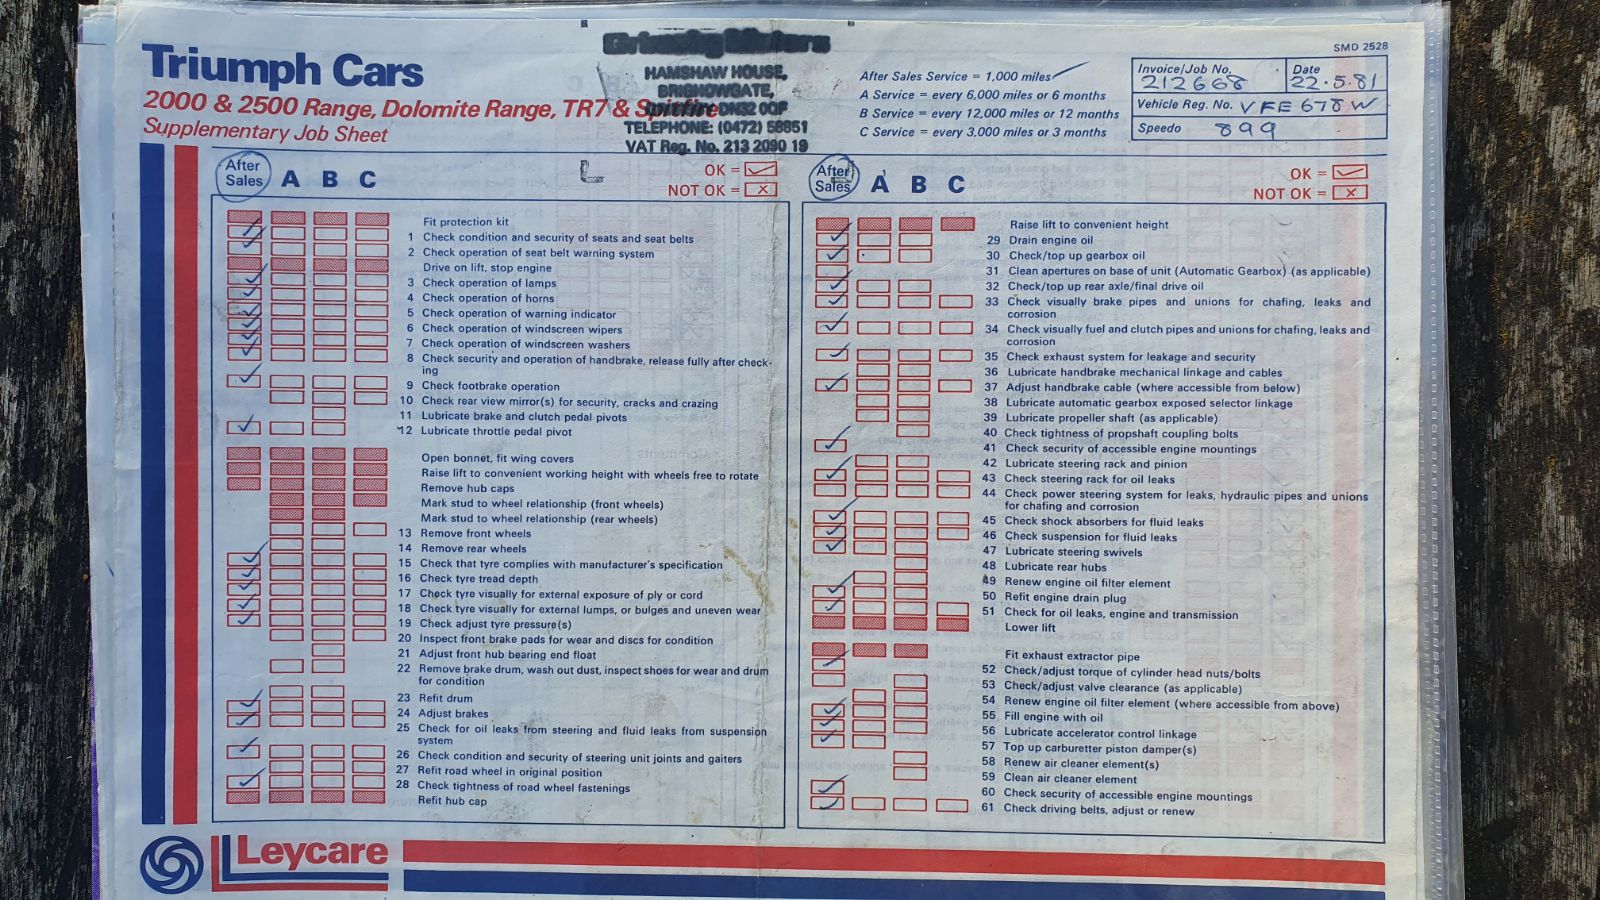 SMD 2528
Triumph Cars
2000 & 2500 Range, Dolomite Range, TR7 & Spitfire
Supplementary Job Sheet
HAMSHAW HOUSE,
BRIGHOWGATE,
DN32 0QF
TELEPHONE: (0472) 58851
VAT Reg. No. 213 2090 19
After Sales Service = 1,000 miles
A Service = every 6,000 miles or 6 months
B Service = every 12,000 miles or 12 months
C Service = every 3,000 miles or 3 months
Invoice/Job No. 212668
Date 22.5.81
Vehicle Reg. No. VFE 678 W
Speedo 899
After Sales A B C
OK =
NOT OK =
Fit protection kit
1 Check condition and security of seats and seat belts
2 Check operation of seat belt warning system
Drive on lift, stop engine
3 Check operation of lamps
4 Check operation of horns
5 Check operation of warning indicator
6 Check operation of windscreen wipers
7 Check operation of windscreen washers
8 Check security and operation of handbrake, release fully after check-
ing
9 Check footbrake operation
10 Check rear view mirror(s) for security, cracks and crazing
11 Lubricate brake and clutch pedal pivots
12 Lubricate throttle pedal pivot
Open bonnet, fit wing covers
Raise lift to convenient working height with wheels free to rotate
Remove hub caps
Mark stud to wheel relationship (front wheels)
Mark stud to wheel relationship (rear wheels)
13 Remove front wheels
14 Remove rear wheels
15 Check that tyre complies with manufacturer's specification
16 Check tyre tread depth
17 Check tyre visually for external exposure of ply or cord
18 Check tyre visually for external lumps, or bulges and uneven wear
19 Check adjust tyre pressure(s)
20 Inspect front brake pads for wear and discs for condition
21 Adjust front hub bearing end float
22 Remove brake drum, wash out dust, inspect shoes for wear and drum
for condition
23 Refit drum
24 Adjust brakes
25 Check for oil leaks from steering and fluid leaks from suspension
system
26 Check condition and security of steering unit joints and gaiters
27 Refit road wheel in original position
28 Check tightness of road wheel fastenings
Refit hub cap
After Sales A B C
OK =
NOT OK =
Raise lift to convenient height
29 Drain engine oil
30 Check/top up gearbox oil
31 Clean apertures on base of unit (Automatic Gearbox) (as applicable)
32 Check/top up rear axle/final drive oil
33 Check visually brake pipes and unions for chafing, leaks and
corrosion
34 Check visually fuel and clutch pipes and unions for chafing, leaks and
corrosion
35 Check exhaust system for leakage and security
36 Lubricate handbrake mechanical linkage and cables
37 Adjust handbrake cable (where accessible from below)
38 Lubricate automatic gearbox exposed selector linkage
39 Lubricate propeller shaft (as applicable)
40 Check tightness of propshaft coupling bolts
41 Check security of accessible engine mountings
42 Lubricate steering rack and pinion
43 Check steering rack for oil leaks
44 Check power steering system for leaks, hydraulic pipes and unions
for chafing and corrosion
45 Check shock absorbers for fluid leaks
46 Check suspension for fluid leaks
47 Lubricate steering swivels
48 Lubricate rear hubs
49 Renew engine oil filter element
50 Refit engine drain plug
51 Check for oil leaks, engine and transmission
Lower lift
Fit exhaust extractor pipe
52 Check/adjust torque of cylinder head nuts/bolts
53 Check/adjust valve clearance (as applicable)
54 Renew engine oil filter element (where accessible from above)
55 Fill engine with oil
56 Lubricate accelerator control linkage
57 Top up carburetter piston damper(s)
58 Renew air cleaner element(s)
59 Clean air cleaner element
60 Check security of accessible engine mountings
61 Check driving belts, adjust or renew
Leycare